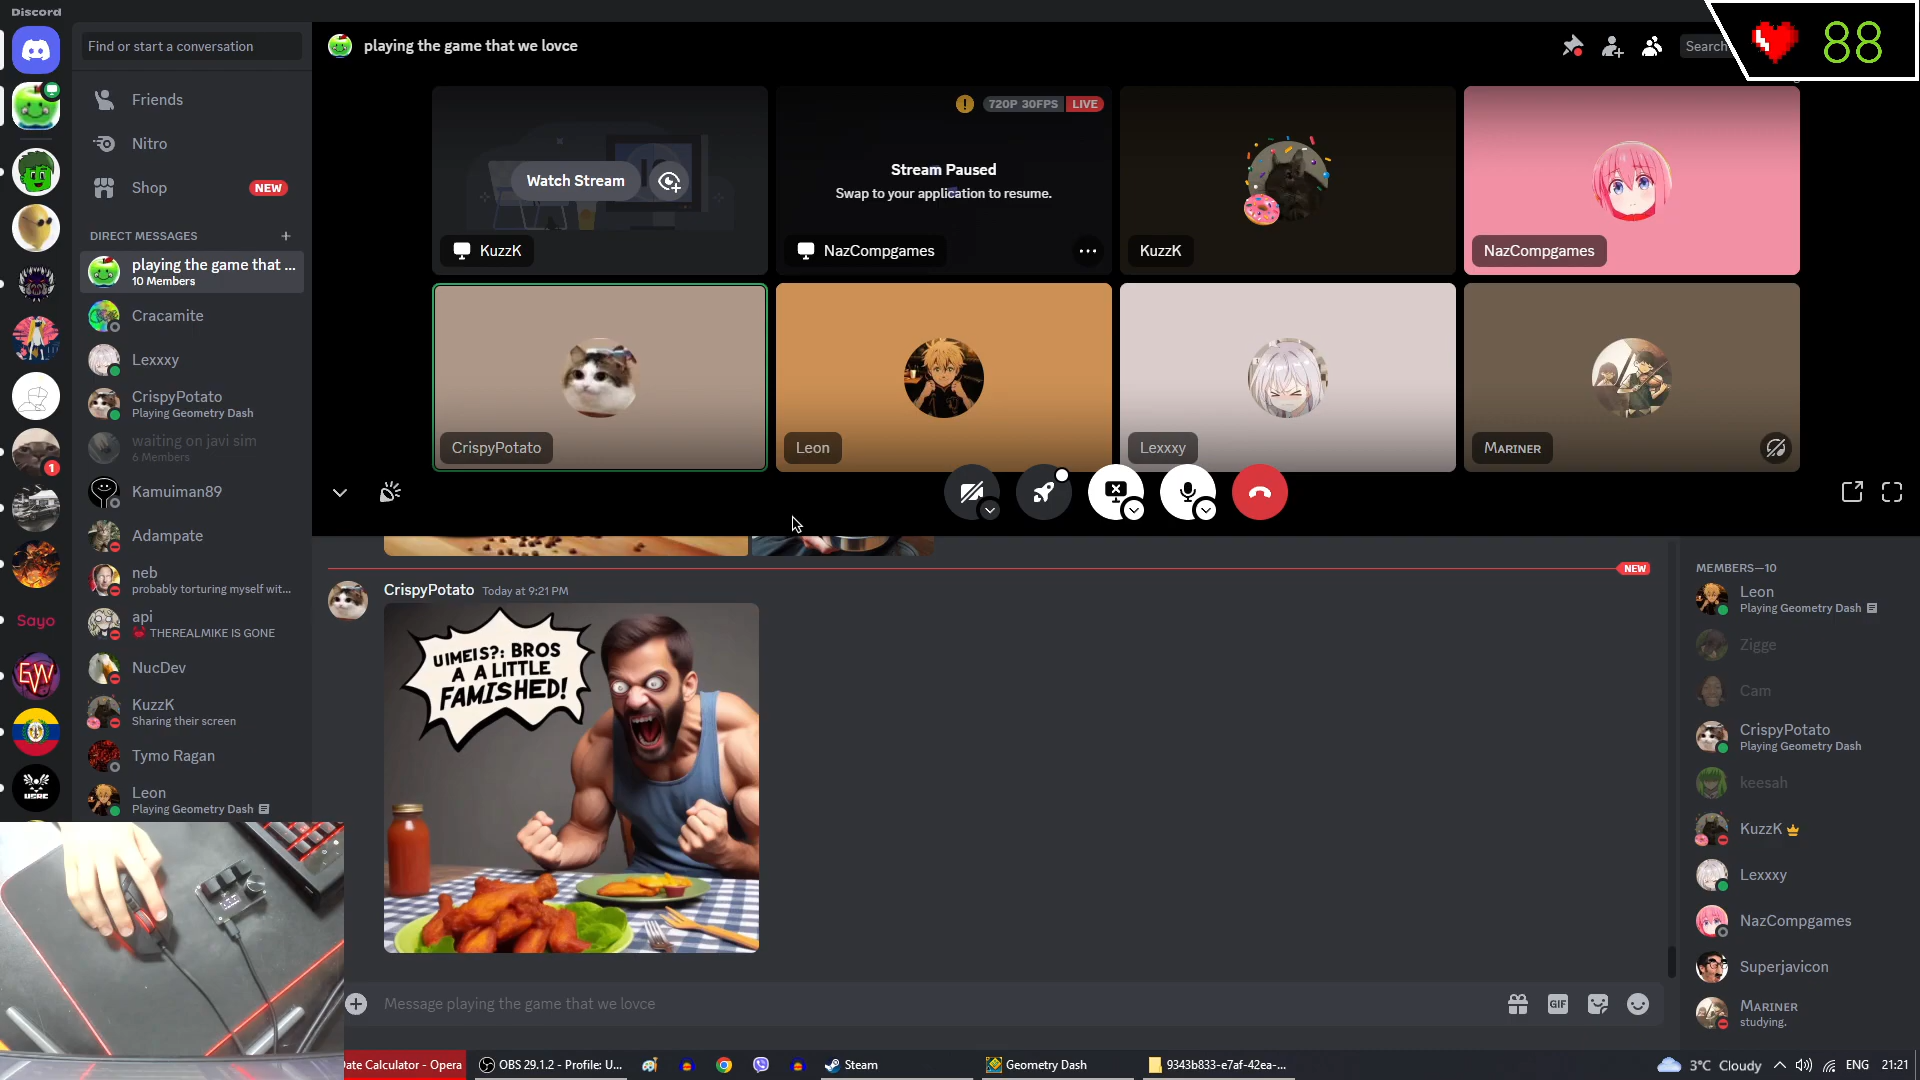 Discord
Find or start a conversation
Friends
Nitro
Shop
NEW
DIRECT MESSAGES
playing the game that ...
10 Members
Cracamite
Lexxxy
CrispyPotato
Playing Geometry Dash
waiting on javi sim
6 Members
Kamuiman89
Adampate
neb
probably torturing myself wit...
api
THEREALMIKE IS GONE
NucDev
KuzzK
Sharing their screen
Tymo Ragan
Leon
Playing Geometry Dash
1
Sayo
EW
playing the game that we lovce
Search
88
Watch Stream
KuzzK
720P 30FPS
LIVE
Stream Paused
Swap to your application to resume.
NazCompgames
KuzzK
NazCompgames
CrispyPotato
Leon
Lexxxy
MARINER
NEW
CrispyPotato
Today at 9:21 PM
UIMEIS?: BROS
A A LITTLE
FAMISHED!
Message playing the game that we lovce
GIF
MEMBERS—10
Leon
Playing Geometry Dash
Zigge
Cam
CrispyPotato
Playing Geometry Dash
keesah
KuzzK
Lexxxy
NazCompgames
Superjavicon
MARINER
studying.
ate Calculator - Opera
OBS 29.1.2 - Profile: U...
Steam
Geometry Dash
9343b833-e7af-42ea-...
3°C Cloudy
ENG
21:21